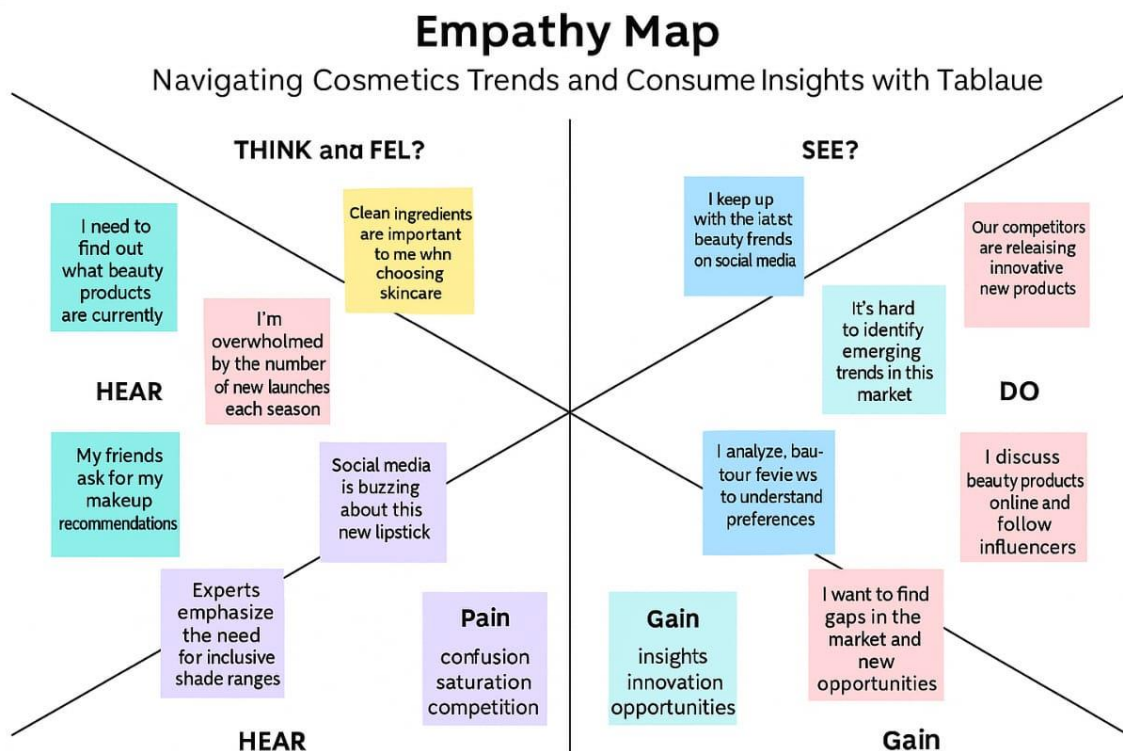 Empathy Map
Navigating Cosmetics Trends and Consume Insights with Tablaue
THINK and FEL?
I need to
find out
what beauty
products
are currently
Clean ingredients
are important
to me whn
choosing
skincare
I'm
overwholmed
by the number
of new launches
each season
SEE?
I keep up
with the iat.st
beauty frends
on social media
Our competitors
are releaising
innovative
new products
It's hard
to identify
emerging
trends in this
market
HEAR
My friends
ask for my
makeup
recommendations
Social media
is buzzing
about this
new lipstick
Experts
emphasize
the need
for inclusive
shade ranges
Pain
confusion
saturation
competition
HEAR
DO
I analyze, bau-
tour fevie ws
to understand
preferences
I discuss
beauty products
online and
follow
influencers
Gain
insights
innovation
opportunities
I want to find
gaps in the
market and
new
opportunities
Gain